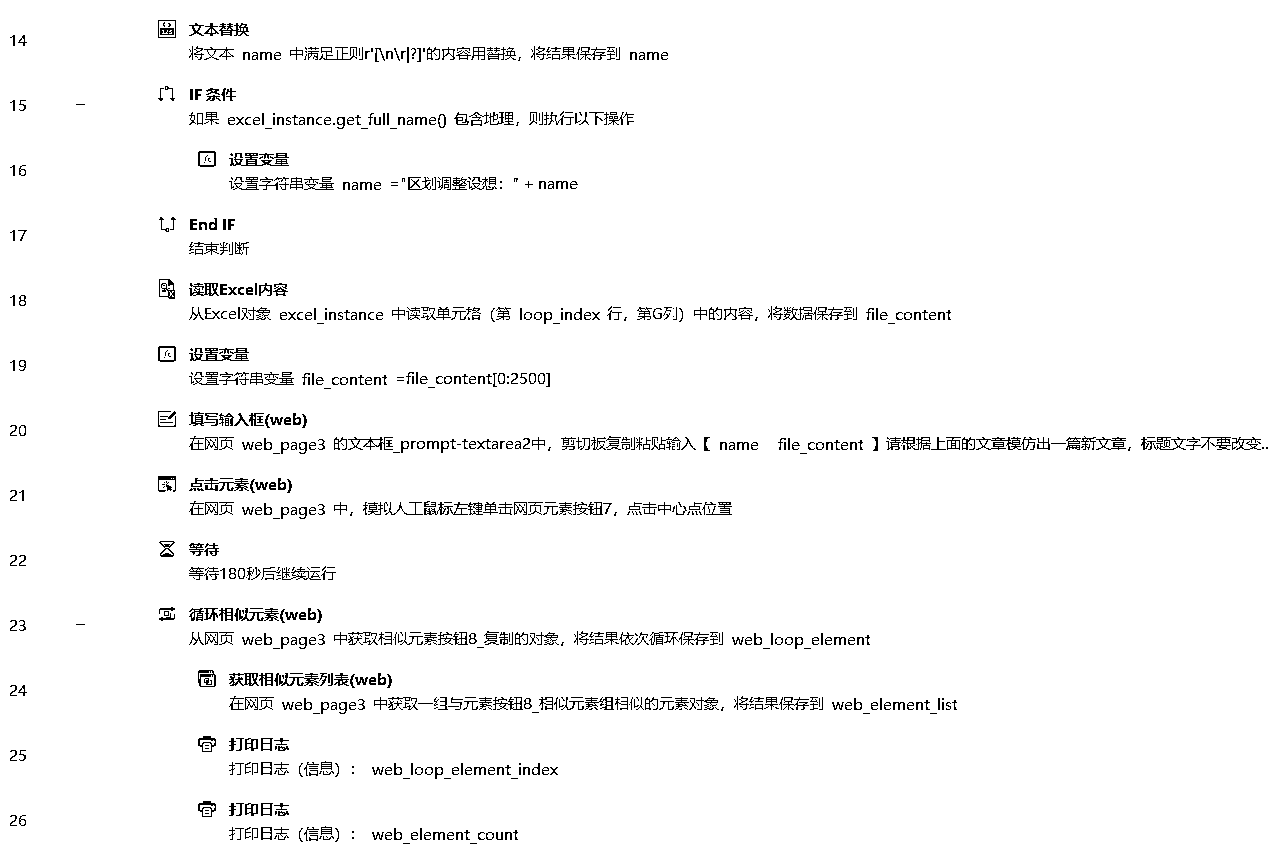 14
文本替换
将文本 name 中满足正则r'[\n\r|?]'的内容用替换，将结果保存到 name
15
IF 条件
如果 excel_instance.get_full_name() 包含地理，则执行以下操作
16
设置变量
设置字符串变量 name ="区划调整设想：" + name
17
End IF
结束判断
18
读取Excel内容
从Excel对象 excel_instance 中读取单元格（第 loop_index 行，第G列）中的内容，将数据保存到 file_content
19
设置变量
设置字符串变量 file_content =file_content[0:2500]
20
填写输入框(web)
在网页 web_page3 的文本框_prompt-textarea2中，剪切板复制粘贴输入【 name file_content 】请根据上面的文章模仿出一篇新文章，标题文字不要改变..
21
点击元素(web)
在网页 web_page3 中，模拟人工鼠标左键单击网页元素按钮7，点击中心点位置
22
等待
等待180秒后继续运行
23
循环相似元素(web)
从网页 web_page3 中获取相似元素按钮8_复制的对象，将结果依次循环保存到 web_loop_element
24
获取相似元素列表(web)
在网页 web_page3 中获取一组与元素按钮8_相似元素组相似的元素对象，将结果保存到 web_element_list
25
打印日志
打印日志（信息）： web_loop_element_index
26
打印日志
打印日志（信息）： web_element_count